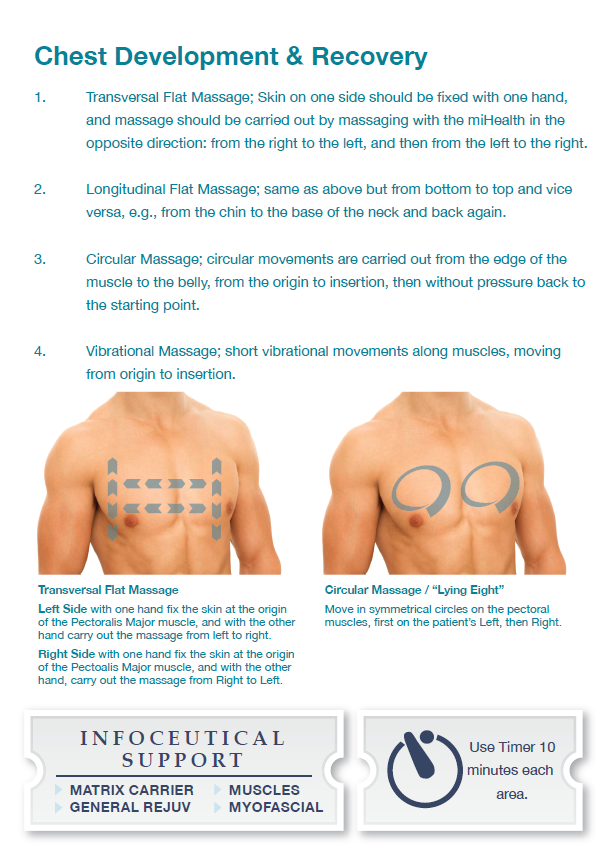 Chest Development & Recovery
1. Transversal Flat Massage; Skin on one side should be fixed with one hand,
and massage should be carried out by massaging with the miHealth in the
opposite direction: from the right to the left, and then from the left to the right.
2. Longitudinal Flat Massage; same as above but from bottom to top and vice
versa, e.g., from the chin to the base of the neck and back again.
3. Circular Massage; circular movements are carried out from the edge of the
muscle to the belly, from the origin to insertion, then without pressure back to
the starting point.
4. Vibrational Massage; short vibrational movements along muscles, moving
from origin to insertion.
Transversal Flat Massage
Left Side with one hand fix the skin at the origin
of the Pectoralis Major muscle, and with the other
hand carry out the massage from left to right.
Right Side with one hand fix the skin at the origin
of the Pectoalis Major muscle, and with the other
hand, carry out the massage from Right to Left.
Circular Massage / “Lying Eight”
Move in symmetrical circles on the pectoral
muscles, first on the patient’s Left, then Right.
INFOCEUTICAL
SUPPORT
MATRIX CARRIER
GENERAL REJUV
MUSCLES
MYOFASCIAL
Use Timer 10
minutes each
area.